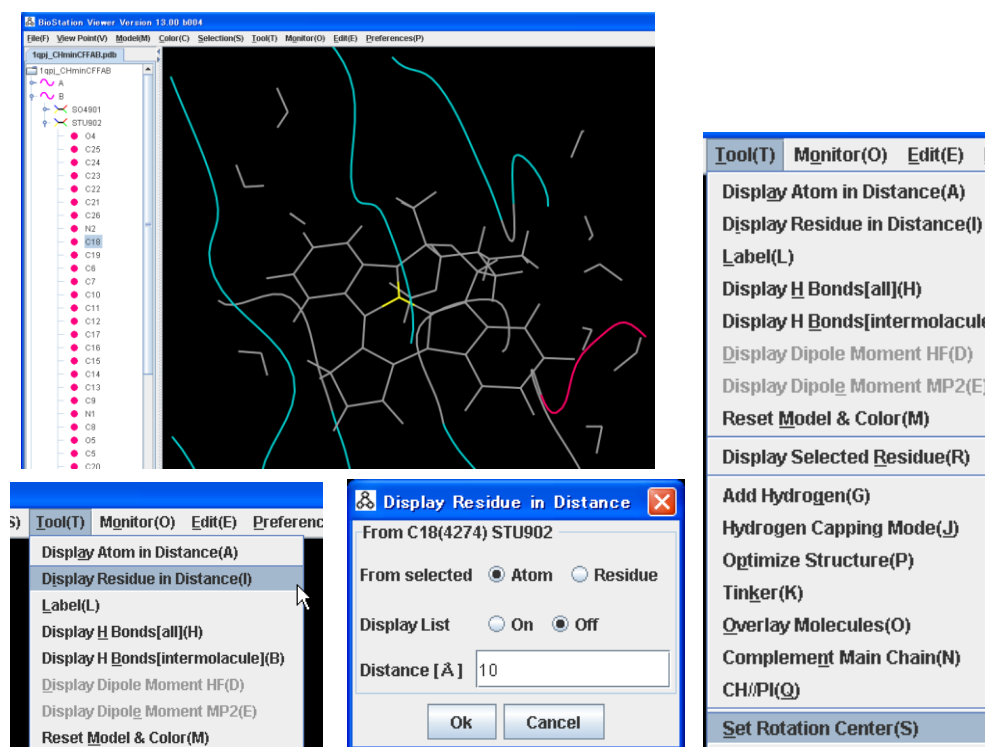 BioStation Viewer Version 13.00 b004
File(F) View Point(V) Model(M) Color(C) Selection(S) Tool(T) Monitor(O) Edit(E) Preferences(P)
1qpj_CHminCFFAB.pdb
1qpj_CHminCFFAB
A
B
SO4901
STU902
O4
C25
C24
C23
C22
C21
C26
N2
C18
C19
C6
C7
C10
C11
C12
C17
C16
C15
C14
C13
C9
N1
C8
O5
C5
C20
S) Tool(T) Monitor(O) Edit(E) Preferenc
Display Atom in Distance(A)
Display Residue in Distance(I)
Label(L)
Display H Bonds[all](H)
Display H Bonds[intermolacule](B)
Display Dipole Moment HF(D)
Display Dipole Moment MP2(E)
Reset Model & Color(M)
Display Residue in Distance
From C18(4274) STU902
From selected Atom Residue
Display List On Off
Distance [Å] 10
Ok Cancel
Tool(T) Monitor(O) Edit(E)
Display Atom in Distance(A)
Display Residue in Distance(I)
Label(L)
Display H Bonds[all](H)
Display H Bonds[intermolacule
Display Dipole Moment HF(D)
Display Dipole Moment MP2(E)
Reset Model & Color(M)
Display Selected Residue(R)
Add Hydrogen(G)
Hydrogen Capping Mode(J)
Optimize Structure(P)
Tinker(K)
Overlay Molecules(O)
Complement Main Chain(N)
CH//PI(Q)
Set Rotation Center(S)